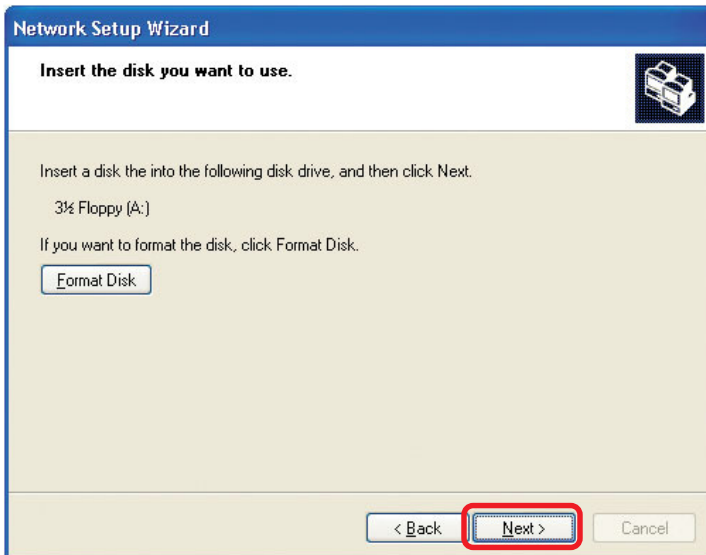 Network Setup Wizard
Insert the disk you want to use.
Insert a disk the into the following disk drive, and then click Next.
3½ Floppy (A:)
If you want to format the disk, click Format Disk.
Format Disk
< Back
Next >
Cancel